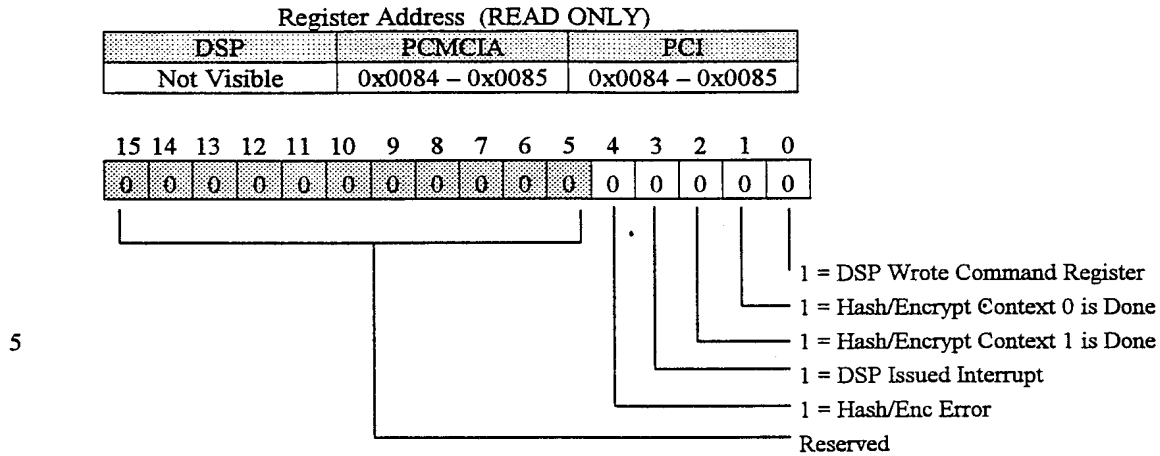 Register Address (READ ONLY)
DSP PCMCIA PCI
Not Visible 0x0084 – 0x0085 0x0084 – 0x0085
15 14 13 12 11 10 9 8 7 6 5 4 3 2 1 0
0 0 0 0 0 0 0 0 0 0 0 0 0 0 0 0
1 = DSP Wrote Command Register
1 = Hash/Encrypt Context 0 is Done
5
1 = Hash/Encrypt Context 1 is Done
1 = DSP Issued Interrupt
1 = Hash/Enc Error
Reserved